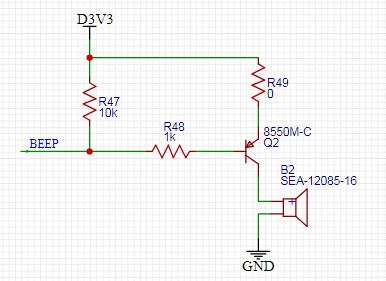 D3V3
R47
10k
R49
0
BEEP
R48
1k
8550M-C
Q2
B2
SEA-12085-16
+
GND